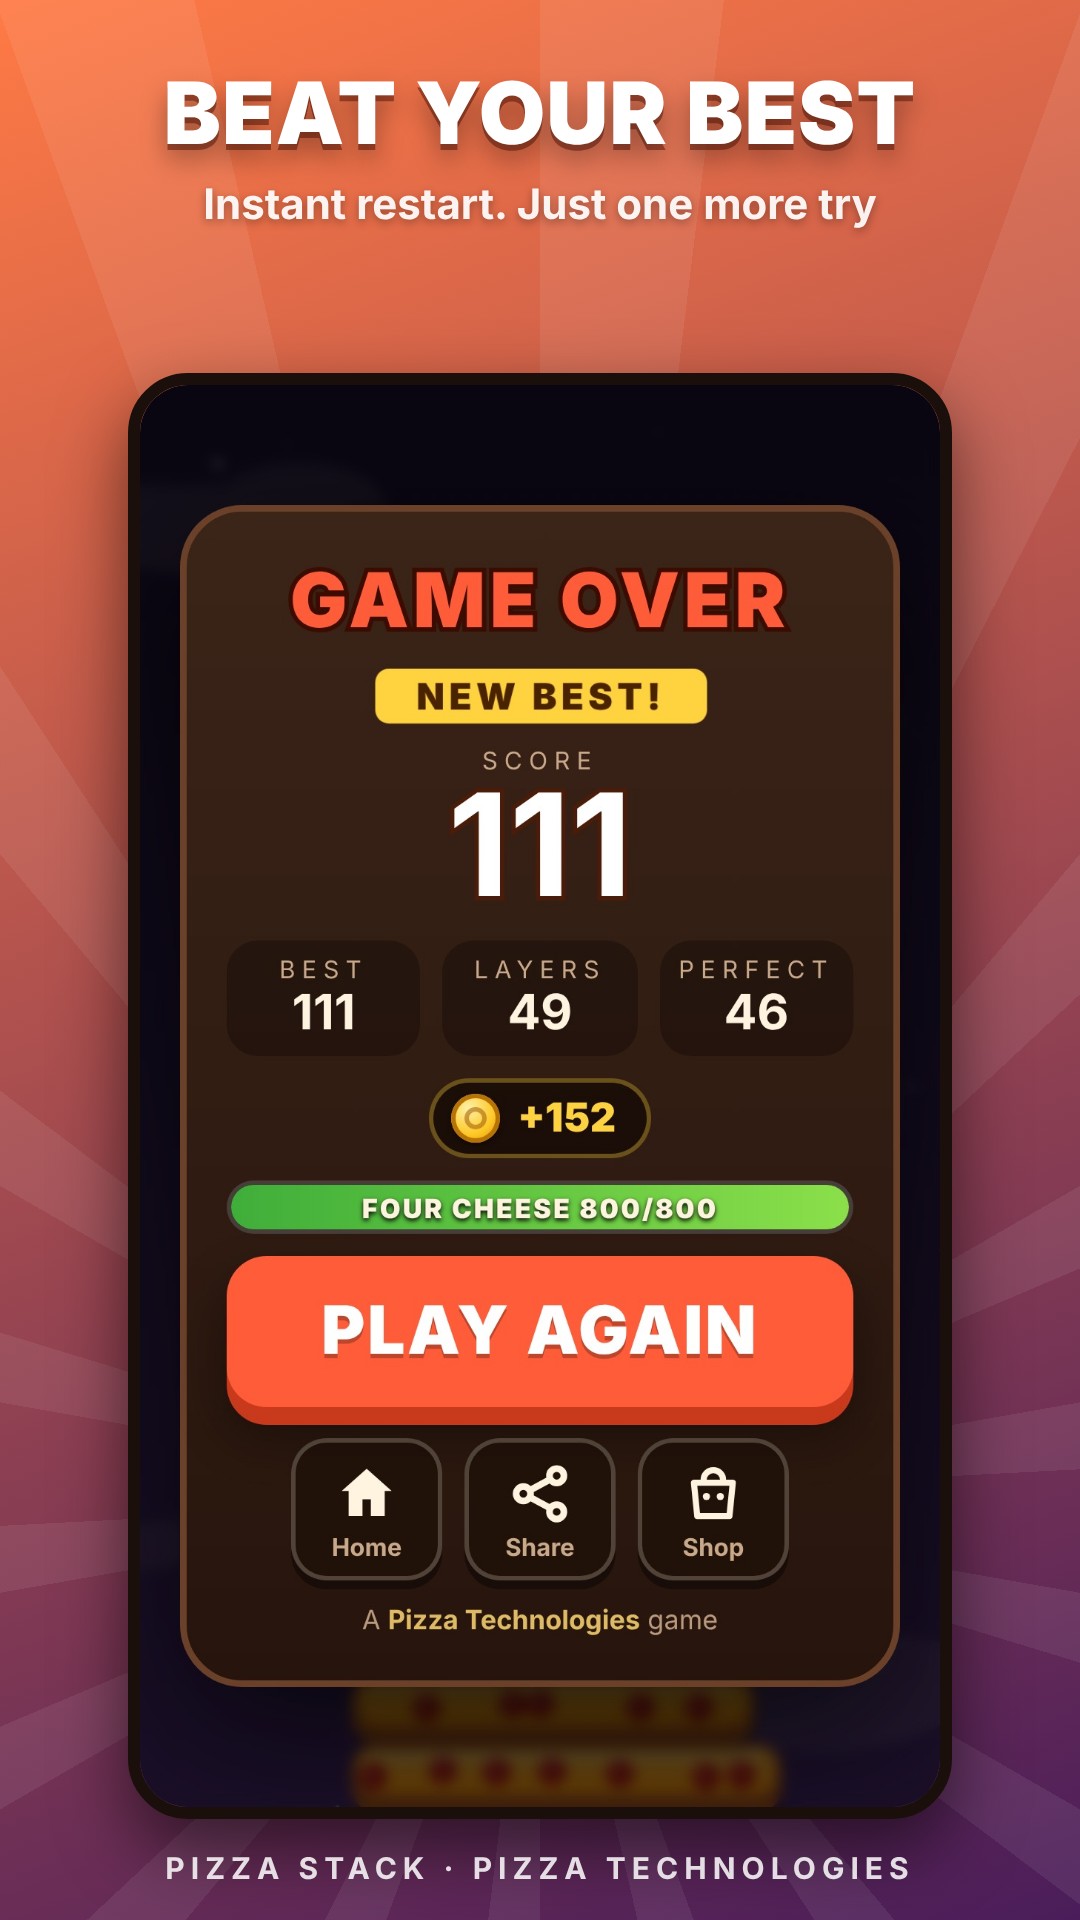 BEAT YOUR BEST
Instant restart. Just one more try
GAME OVER
NEW BEST!
SCORE
111
BEST
111
LAYERS
49
PERFECT
46
+152
FOUR CHEESE 800/800
PLAY AGAIN
Home
Share
Shop
A Pizza Technologies game
PIZZA STACK · PIZZA TECHNOLOGIES